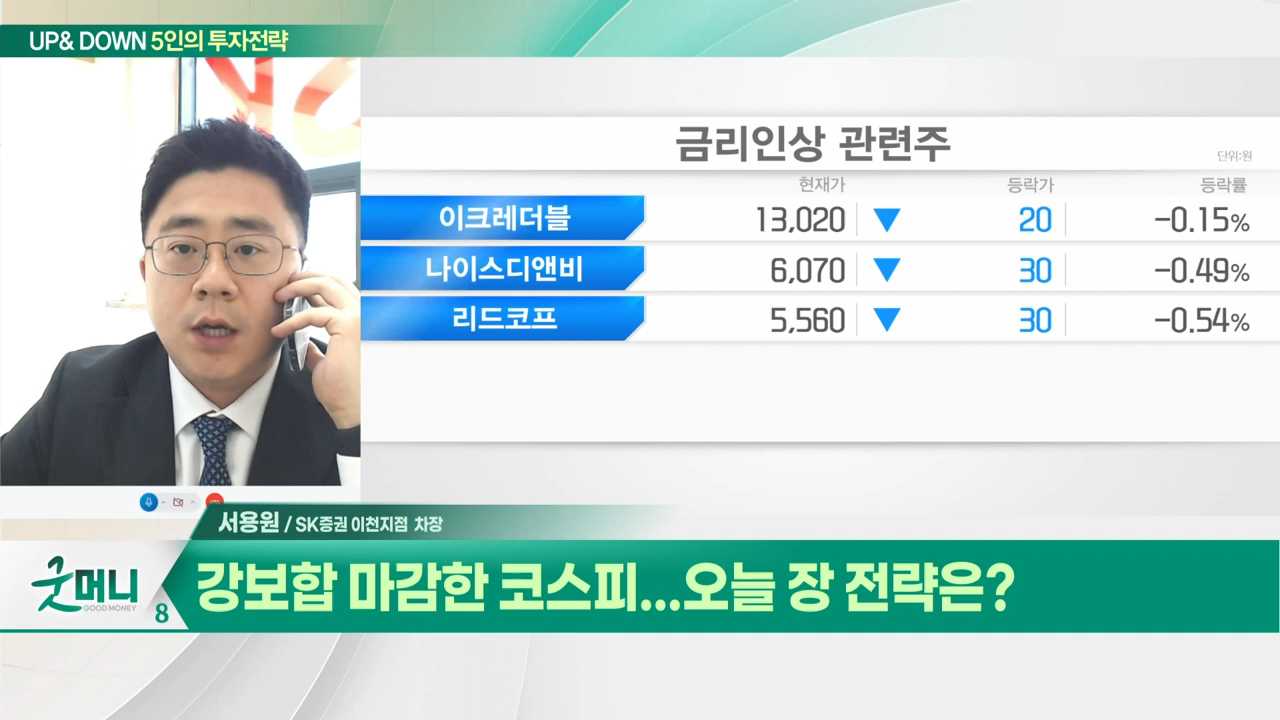 UP& DOWN 5인의 투자전략
금리인상 관련주
단위:원
현재가 등락가 등락률
이크레더블 13,020 ▼ 20 -0.15%
나이스디앤비 6,070 ▼ 30 -0.49%
리드코프 5,560 ▼ 30 -0.54%
서용원 / SK증권 이천지점 차장
굿머니
GOOD MONEY
8
강보합 마감한 코스피...오늘 장 전략은?